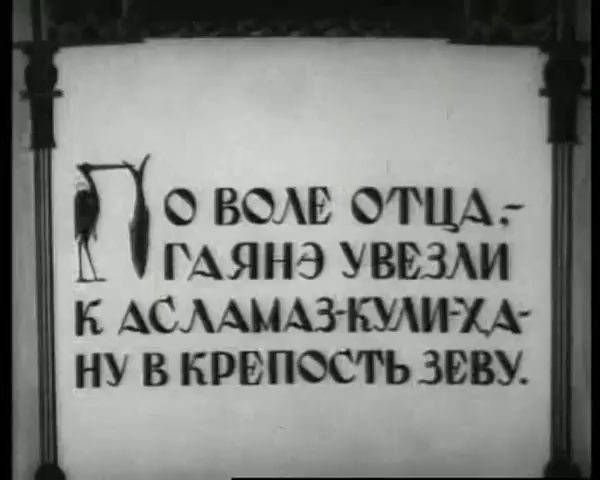 ПО ВОЛЕ ОТЦА,-
ГАЯНЭ УВЕЗЛИ
К АСЛАМАЗ-КУЛИ-ХА-
НУ В КРЕПОСТЬ ЗЕВУ.